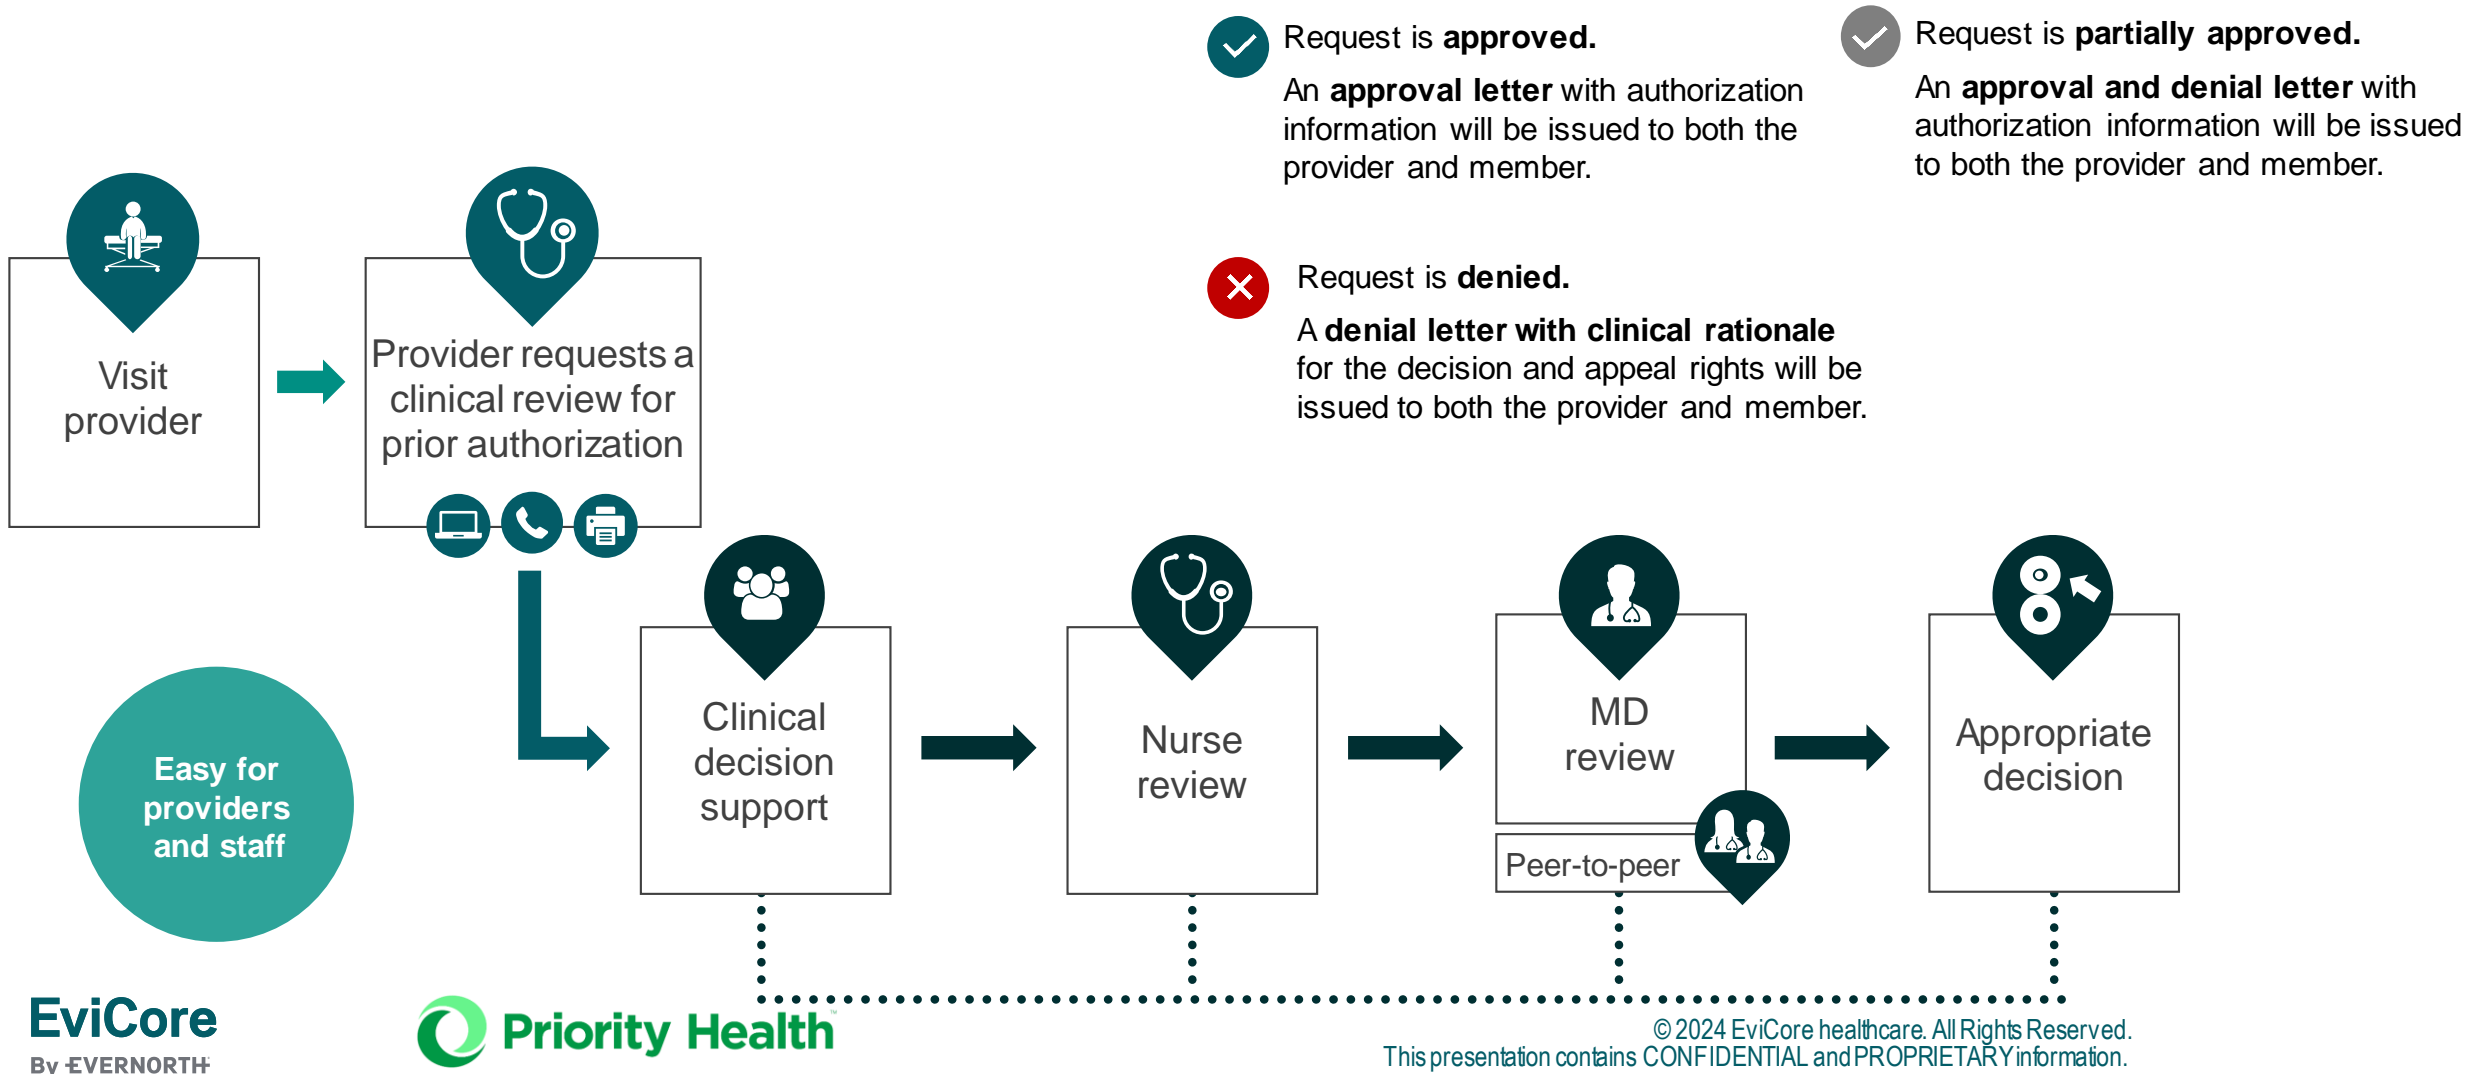 Request is approved.
An approval letter with authorization
information will be issued to both the
provider and member.
Request is partially approved.
An approval and denial letter with
authorization information will be issued
to both the provider and member.
Request is denied.
A denial letter with clinical rationale
for the decision and appeal rights will be
issued to both the provider and member.
Visit
provider
Provider requests a
clinical review for
prior authorization
Clinical
decision
support
Nurse
review
MD
review
Peer-to-peer
Appropriate
decision
Easy for
providers
and staff
EviCore
By EVERNORTH
Priority Health™
© 2024 EviCore healthcare. All Rights Reserved.
This presentation contains CONFIDENTIAL and PROPRIETARY information.